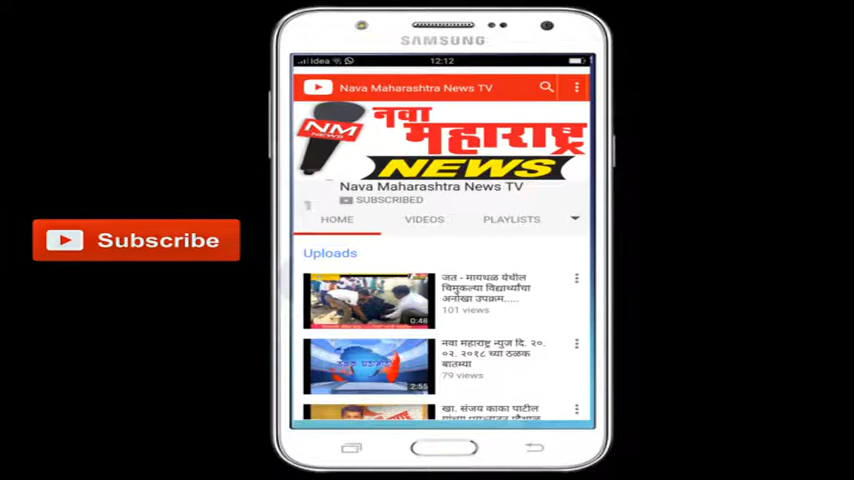 SAMSUNG
Idea
12:12
Nava Maharashtra News TV
NM
NEWS
नवा
महाराष्ट्र
NEWS
Nava Maharashtra News TV
SUBSCRIBED
HOME VIDEOS PLAYLISTS
Subscribe
Uploads
जत - मायथळ येथील
चिमुकल्या विद्यार्थ्यांचा
अनोखा उपक्रम.....
101 views
0:48
नवा महाराष्ट्र न्युज दि. २०.
०२. २०१८ च्या ठळक
बातम्या
79 views
2:55
खा. संजय काका पाटील